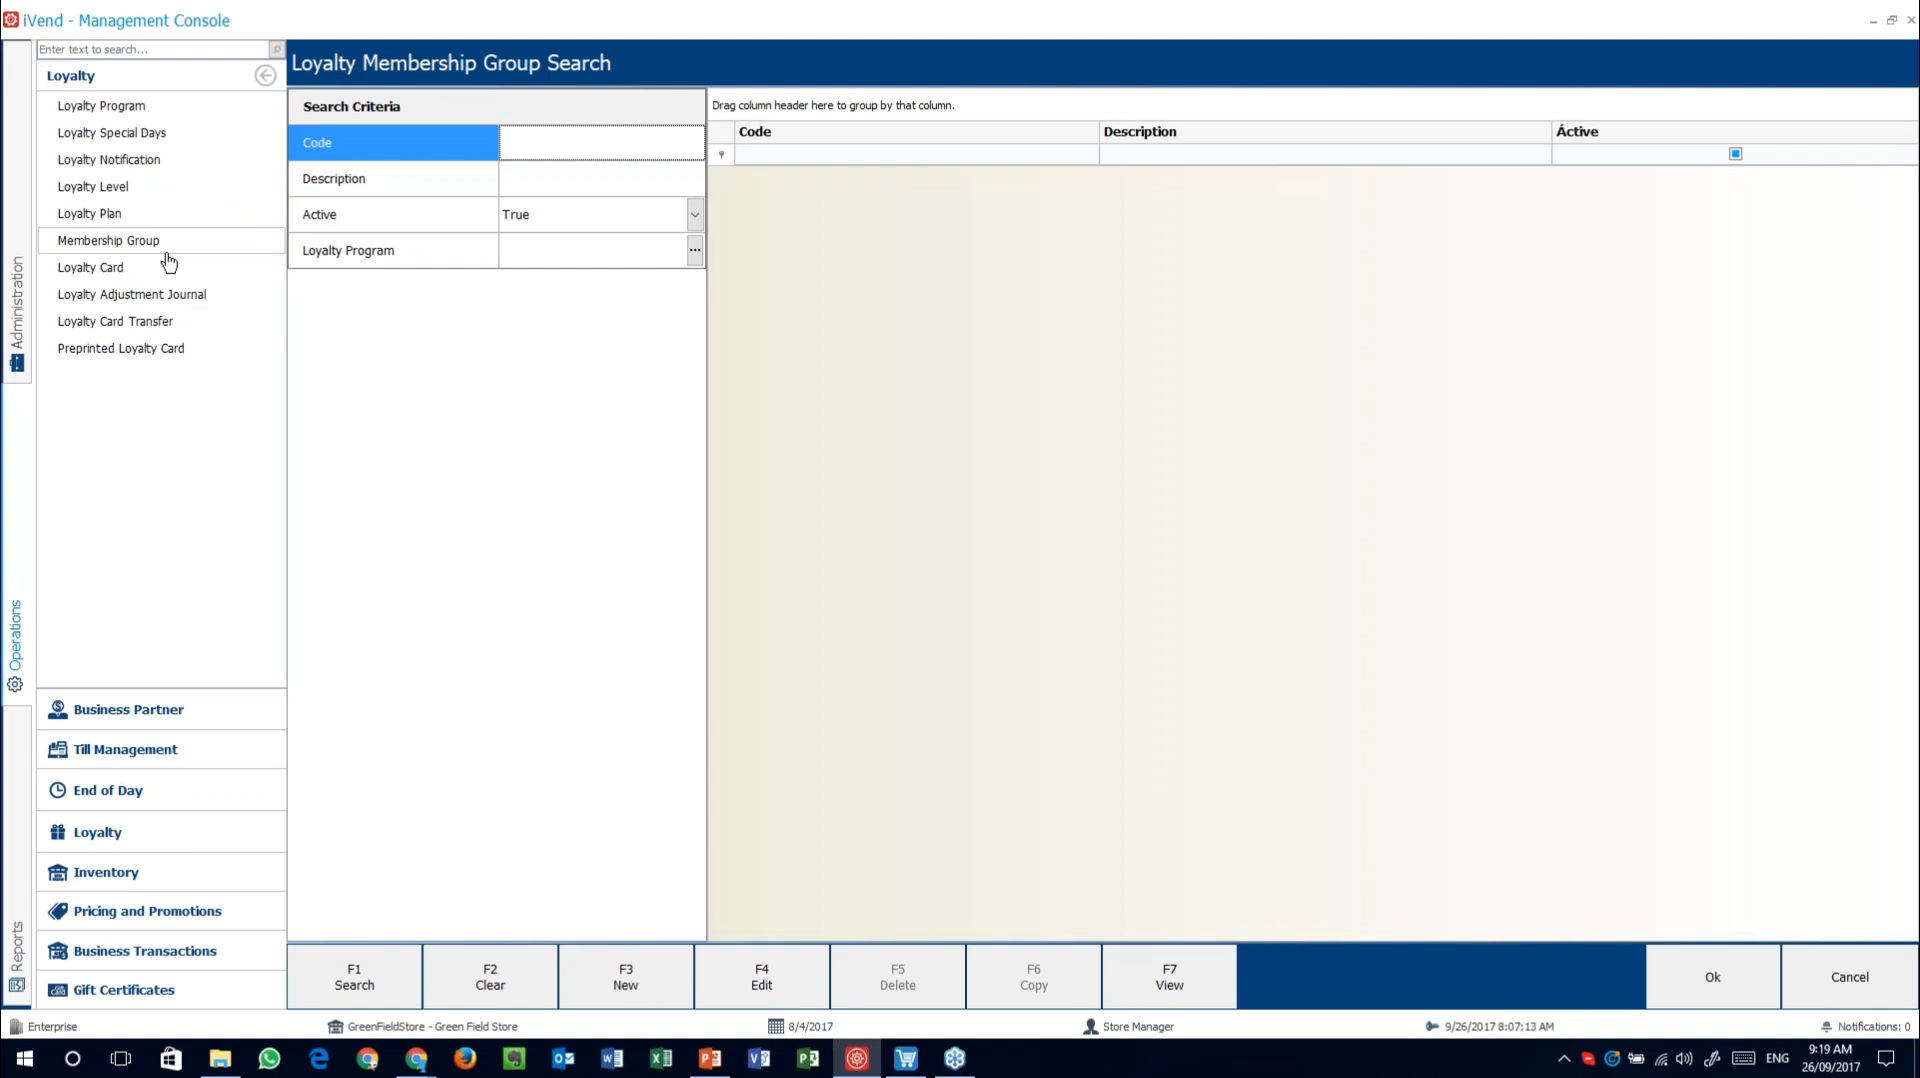 iVend - Management Console
Enter text to search...
Loyalty
Loyalty Program
Loyalty Special Days
Loyalty Notification
Loyalty Level
Loyalty Plan
Membership Group
Loyalty Card
Loyalty Adjustment Journal
Loyalty Card Transfer
Preprinted Loyalty Card
Administration
Operations
Reports
Business Partner
Till Management
End of Day
Loyalty
Inventory
Pricing and Promotions
Business Transactions
Gift Certificates
Loyalty Membership Group Search
Search Criteria
Code
Description
Active True
Loyalty Program ...
Drag column header here to group by that column.
Code Description Áctive
F1 Search
F2 Clear
F3 New
F4 Edit
F5 Delete
F6 Copy
F7 View
Ok
Cancel
Enterprise GreenFieldStore - Green Field Store 8/4/2017 Store Manager 9/26/2017 8:07:13 AM Notifications: 0
ENG
9:19 AM
26/09/2017